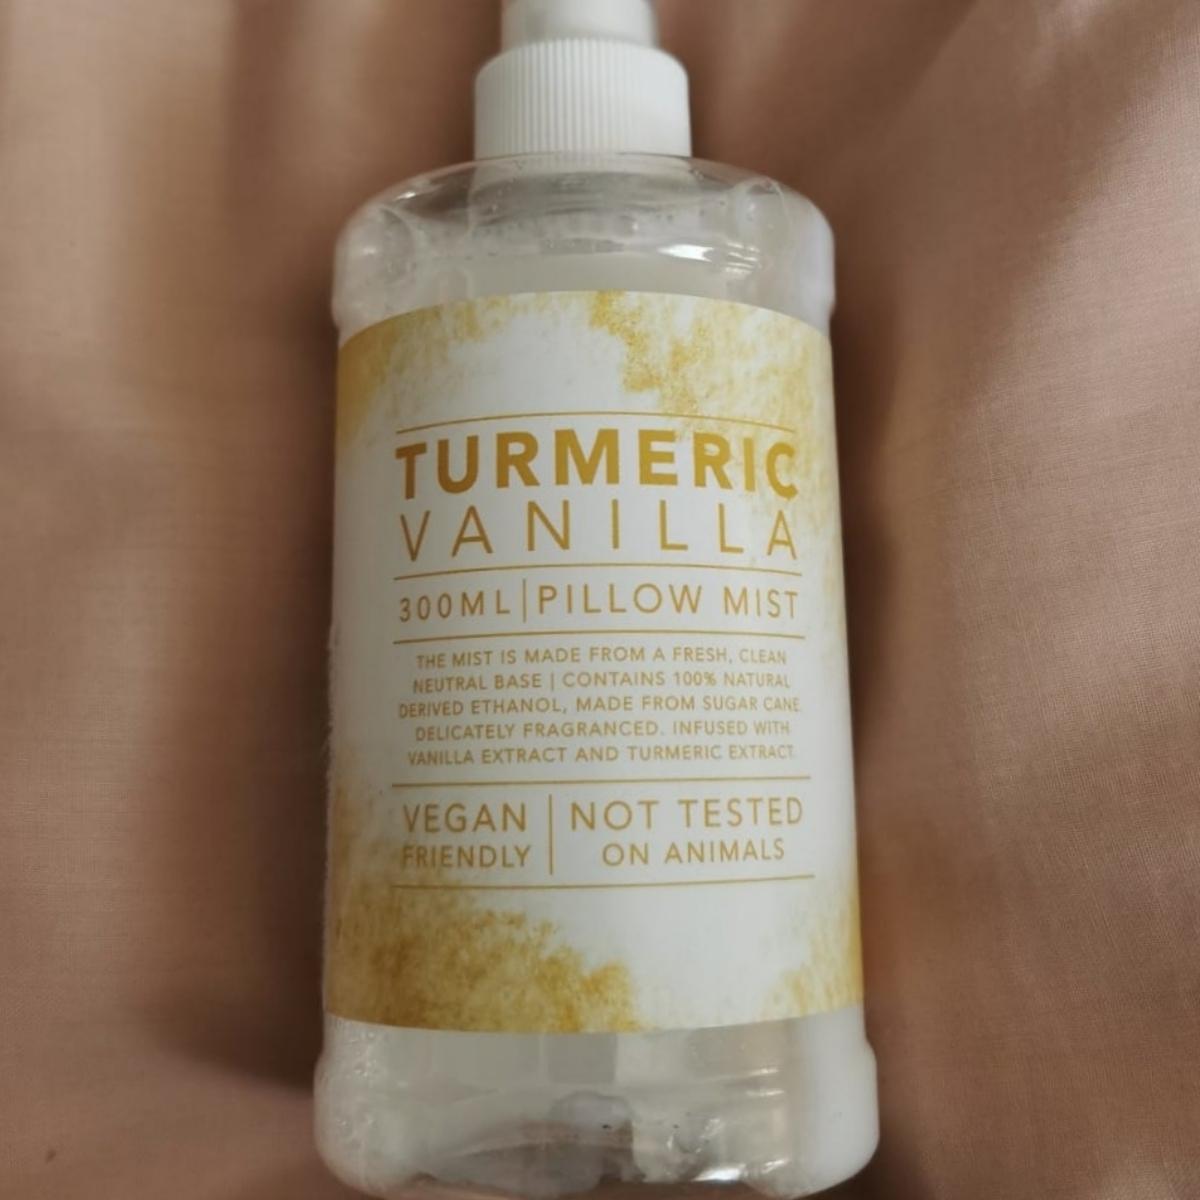 TURMERIC
VANILLA
300ML | PILLOW MIST
THE MIST IS MADE FROM A FRESH, CLEAN
NEUTRAL BASE | CONTAINS 100% NATURAL
DERIVED ETHANOL, MADE FROM SUGAR CANE.
DELICATELY FRAGRANCED. INFUSED WITH
VANILLA EXTRACT AND TURMERIC EXTRACT.
VEGAN | NOT TESTED
FRIENDLY | ON ANIMALS